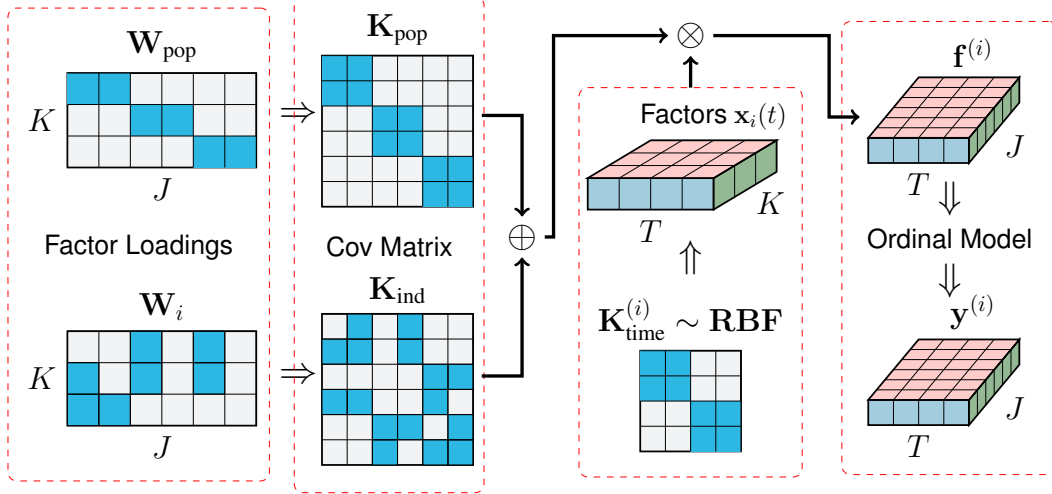 W_pop
K
J
Factor Loadings
W_i
K
J
K_pop
⇒
Cov Matrix
K_ind
⇒
⊕
⊗
Factors x_i(t)
T
K
⇑
K_time^(i) ∼ RBF
f^(i)
T
J
⇓
Ordinal Model
⇓
y^(i)
T
J